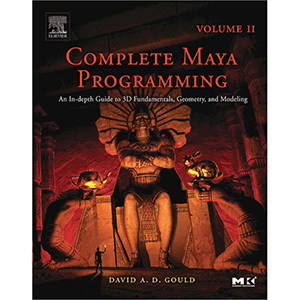 ELSEVIER
VOLUME II
COMPLETE MAYA
PROGRAMMING
An In-depth Guide to 3D Fundamentals, Geometry, and Modeling
DAVID A. D. GOULD
MK